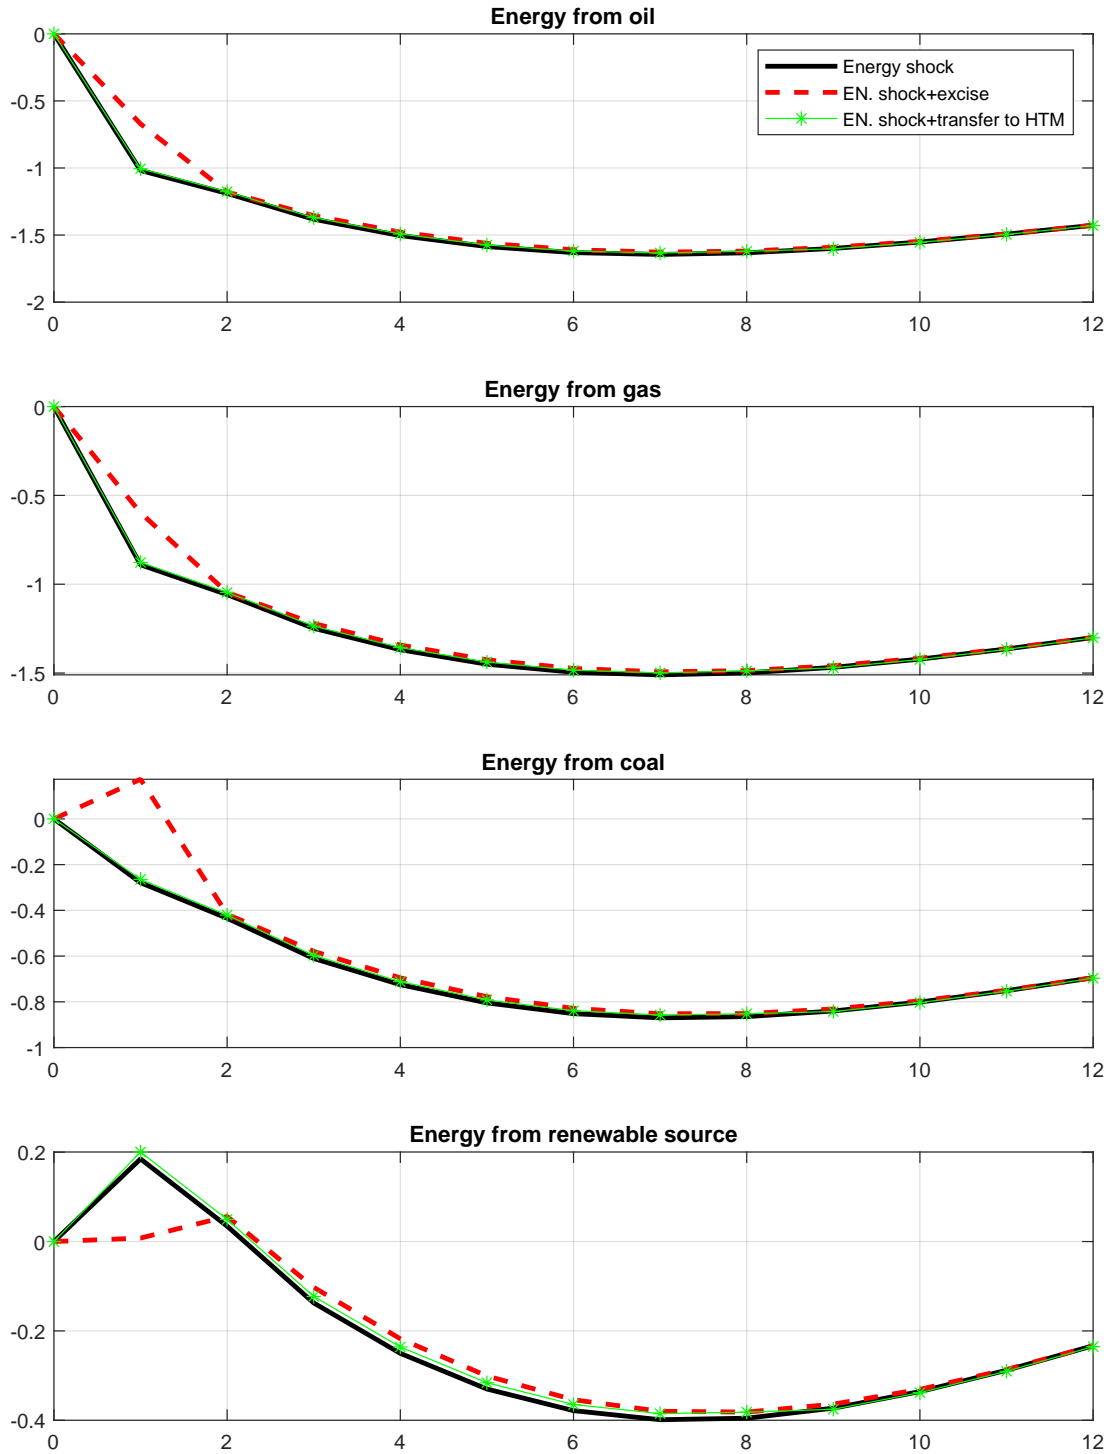 Energy from oil
0
-0.5
-1
-1.5
-2
0 2 4 6 8 10 12
Energy shock
EN. shock+excise
EN. shock+transfer to HTM
Energy from gas
0
-0.5
-1
-1.5
0 2 4 6 8 10 12
Energy from coal
0
-0.2
-0.4
-0.6
-0.8
-1
0 2 4 6 8 10 12
Energy from renewable source
0.2
0
-0.2
-0.4
0 2 4 6 8 10 12